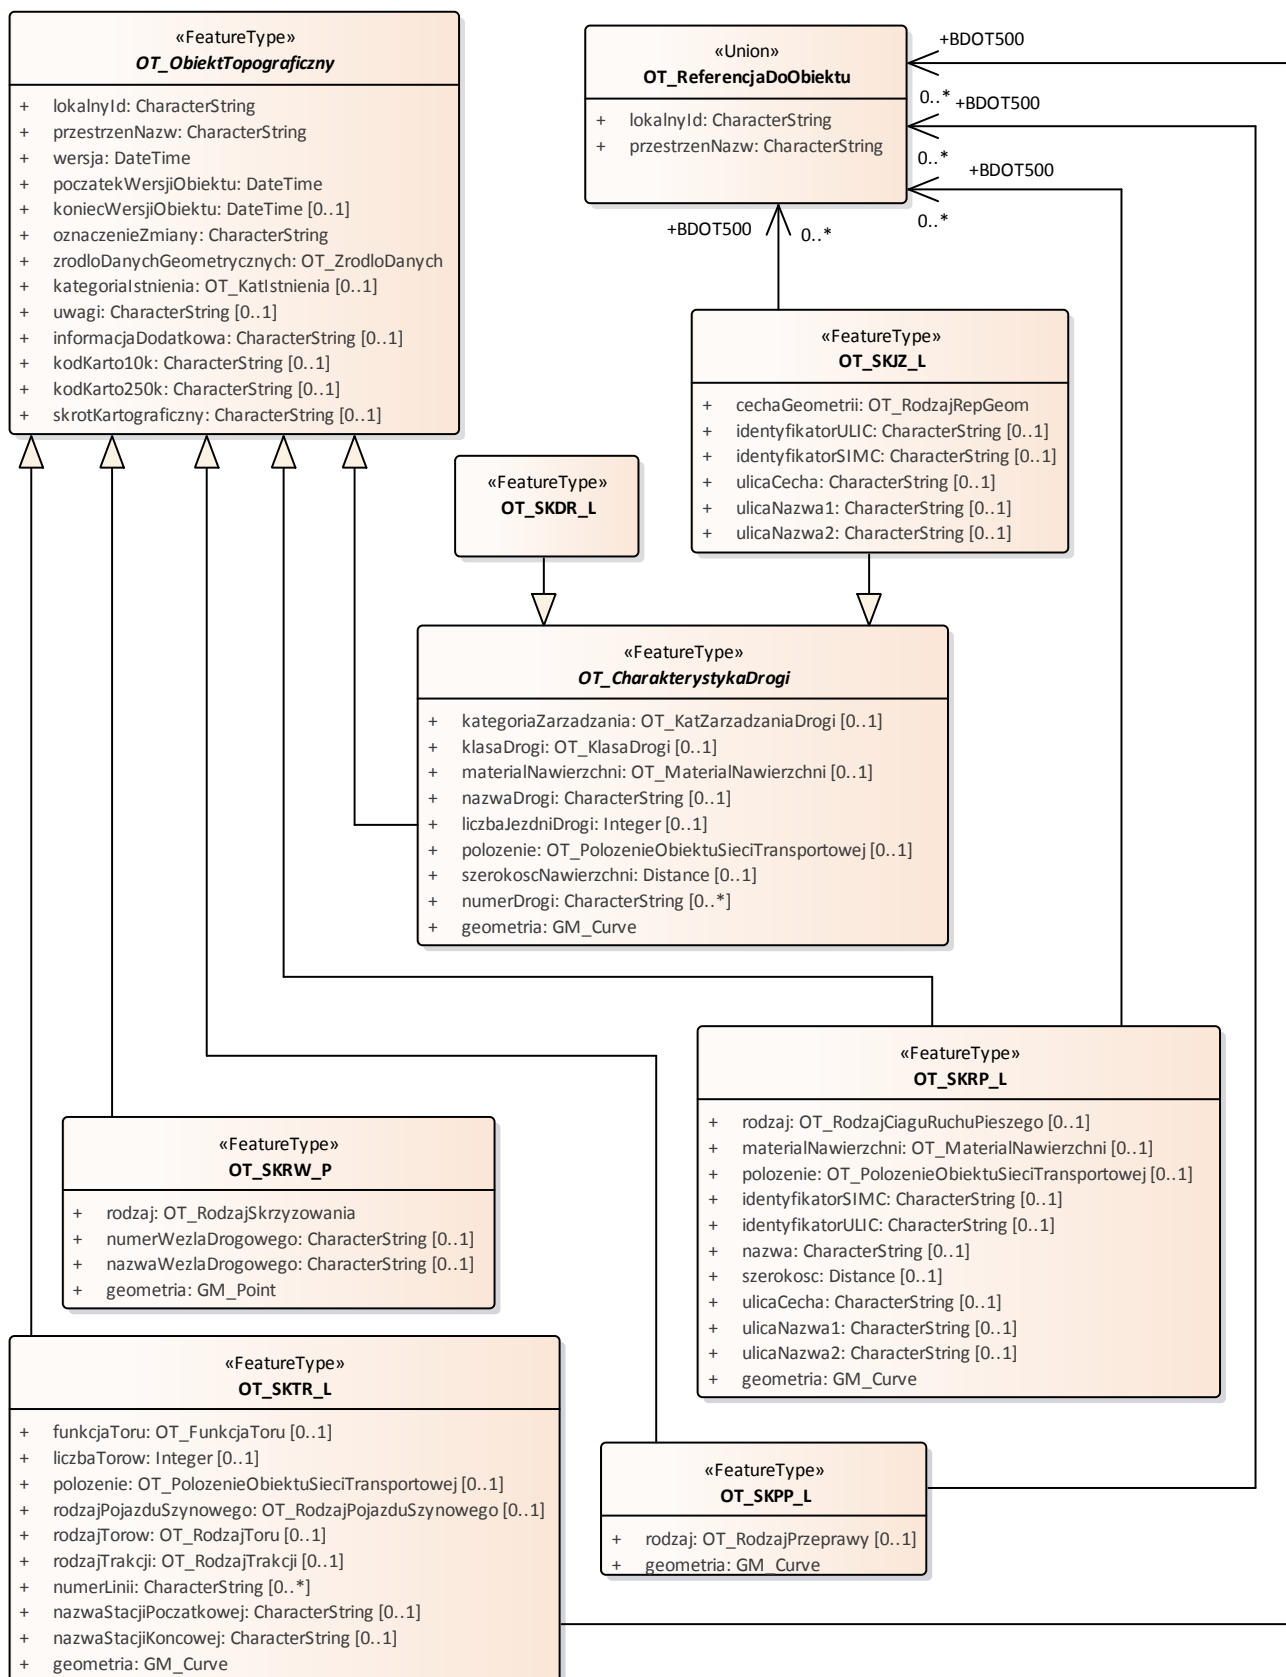 «FeatureType»
OT_ObiektTopograficzny
+ lokalnyId: CharacterString
+ przestrzenNazw: CharacterString
+ wersja: DateTime
+ poczatekWersjiObiektu: DateTime
+ koniecWersjiObiektu: DateTime [0..1]
+ oznaczenieZmiany: CharacterString
+ zrodloDanychGeometrycznych: OT_ZrodloDanych
+ kategoriaIstnienia: OT_KatIstnienia [0..1]
+ uwagi: CharacterString [0..1]
+ informacjaDodatkowa: CharacterString [0..1]
+ kodKarto10k: CharacterString [0..1]
+ kodKarto250k: CharacterString [0..1]
+ skrotKartograficzny: CharacterString [0..1]
«Union»
OT_ReferencjaDoObiektu
+ lokalnyId: CharacterString
+ przestrzenNazw: CharacterString
+BDOT500
0..*
+BDOT500
0..*
+BDOT500
0..*
+BDOT500
0..*
«FeatureType»
OT_SKJZ_L
+ cechaGeometrii: OT_RodzajRepGeom
+ identyfikatorULIC: CharacterString [0..1]
+ identyfikatorSIMC: CharacterString [0..1]
+ ulicaCecha: CharacterString [0..1]
+ ulicaNazwa1: CharacterString [0..1]
+ ulicaNazwa2: CharacterString [0..1]
«FeatureType»
OT_SKDR_L
«FeatureType»
OT_CharakterystykaDrogi
+ kategoriaZarzadzania: OT_KatZarzadzaniaDrogi [0..1]
+ klasaDrogi: OT_KlasaDrogi [0..1]
+ materialNawierzchni: OT_MaterialNawierzchni [0..1]
+ nazwaDrogi: CharacterString [0..1]
+ liczbaJezdniDrogi: Integer [0..1]
+ polozenie: OT_PolozenieObiektuSieciTransportowej [0..1]
+ szerokoscNawierzchni: Distance [0..1]
+ numerDrogi: CharacterString [0..*]
+ geometria: GM_Curve
«FeatureType»
OT_SKRP_L
+ rodzaj: OT_RodzajCiaguRuchuPieszego [0..1]
+ materialNawierzchni: OT_MaterialNawierzchni [0..1]
+ polozenie: OT_PolozenieObiektuSieciTransportowej [0..1]
+ identyfikatorSIMC: CharacterString [0..1]
+ identyfikatorULIC: CharacterString [0..1]
+ nazwa: CharacterString [0..1]
+ szerokosc: Distance [0..1]
+ ulicaCecha: CharacterString [0..1]
+ ulicaNazwa1: CharacterString [0..1]
+ ulicaNazwa2: CharacterString [0..1]
+ geometria: GM_Curve
«FeatureType»
OT_SKRW_P
+ rodzaj: OT_RodzajSkrzyzowania
+ numerWezlaDrogowego: CharacterString [0..1]
+ nazwaWezlaDrogowego: CharacterString [0..1]
+ geometria: GM_Point
«FeatureType»
OT_SKTR_L
+ funkcjaToru: OT_FunkcjaToru [0..1]
+ liczbaTorow: Integer [0..1]
+ polozenie: OT_PolozenieObiektuSieciTransportowej [0..1]
+ rodzajPojazduSzynowego: OT_RodzajPojazduSzynowego [0..1]
+ rodzajTorow: OT_RodzajToru [0..1]
+ rodzajTrakcji: OT_RodzajTrakcji [0..1]
+ numerLinii: CharacterString [0..*]
+ nazwaStacjiPoczatkowej: CharacterString [0..1]
+ nazwaStacjiKoncowej: CharacterString [0..1]
+ geometria: GM_Curve
«FeatureType»
OT_SKPP_L
+ rodzaj: OT_RodzajPrzeprawy [0..1]
+ geometria: GM_Curve